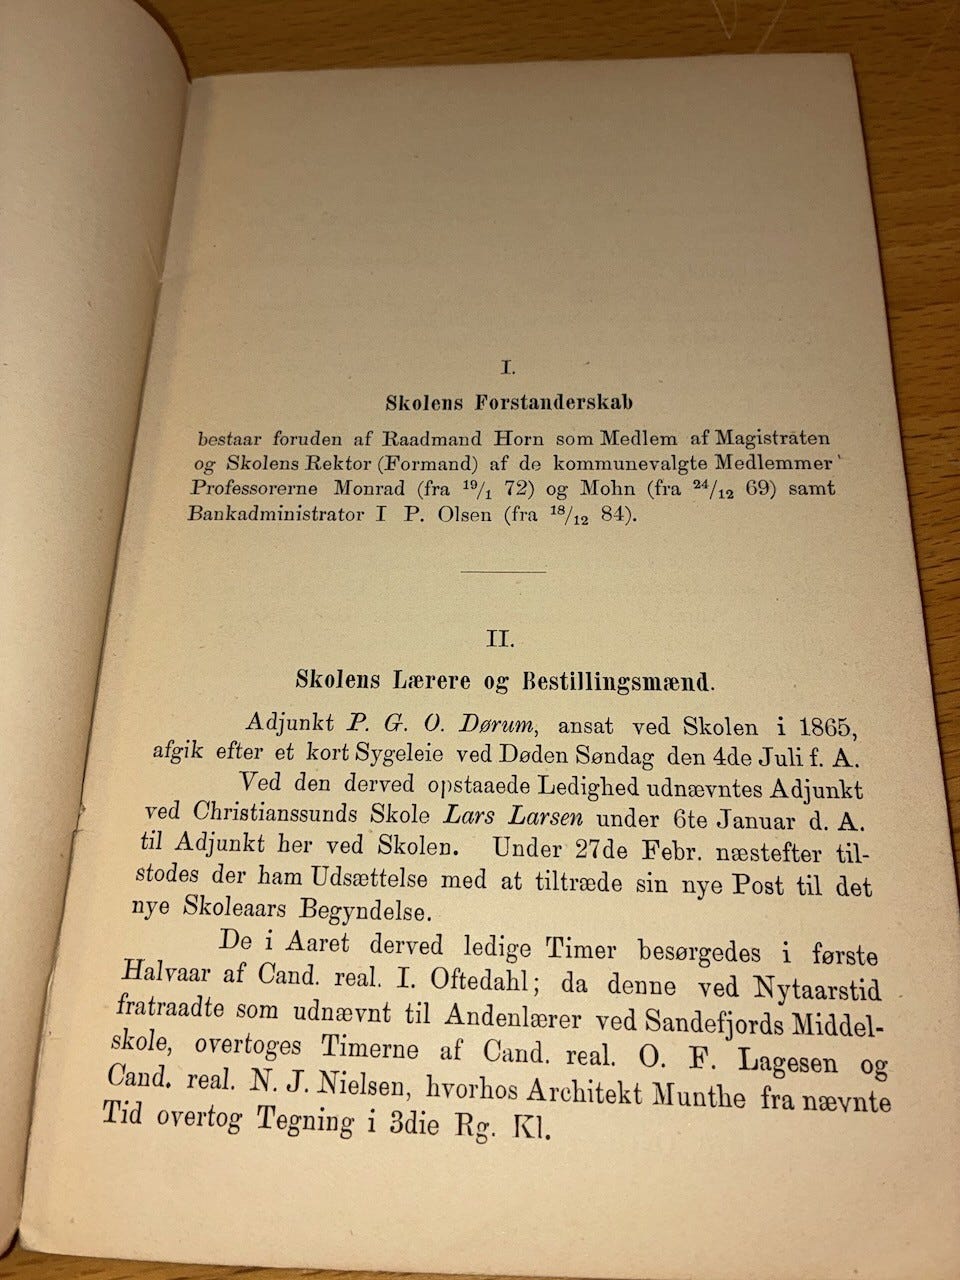 I.
Skolens Forstanderskab
bestaar foruden af Raadmand Horn som Medlem af Magistraten
og Skolens Rektor (Formand) af de kommunevalgte Medlemmer
Professorerne Monrad (fra 19/1 72) og Mohn (fra 24/12 69) samt
Bankadministrator I P. Olsen (fra 18/12 84).
II.
Skolens Lærere og Bestillingsmænd.
Adjunkt P. G. O. Dørum, ansat ved Skolen i 1865,
afgik efter et kort Sygeleie ved Døden Søndag den 4de Juli f. A.
Ved den derved opstaaede Ledighed udnævntes Adjunkt
ved Christianssunds Skole Lars Larsen under 6te Januar d. A.
til Adjunkt her ved Skolen. Under 27de Febr. næstefter til-
stodes der ham Udsættelse med at tiltræde sin nye Post til det
nye Skoleaars Begyndelse.
De i Aaret derved ledige Timer besørgedes i første
Halvaar af Cand. real. I. Oftedahl; da denne ved Nytaarstid
fratraadte som udnævnt til Andenlærer ved Sandefjords Middel-
skole, overtoges Timerne af Cand. real. O. F. Lagesen og
Cand. real. N. J. Nielsen, hvorhos Architekt Munthe fra nævnte
Tid overtog Tegning i 3die Rg. Kl.